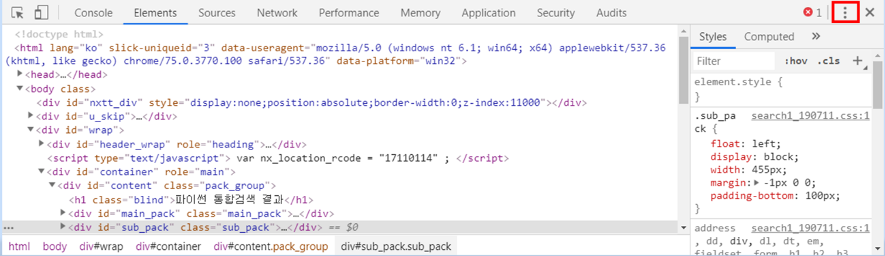 Console Elements Sources Network Performance Memory Application Security Audits 1
<!doctype html>
<html lang="ko" slick-uniqueid="3" data-useragent="mozilla/5.0 (windows nt 6.1; win64; x64) applewebkit/537.36
(khtml, like gecko) chrome/75.0.3770.100 safari/537.36" data-platform="win32">
<head>…</head>
<body class>
<div id="nxtt_div" style="display:none;position:absolute;border-width:0;z-index:11000"></div>
<div id="u_skip">…</div>
<div id="wrap">
<div id="header_wrap" role="heading">…</div>
<script type="text/javascript"> var nx_location_rcode = "17110114" ; </script>
<div id="container" role="main">
<div id="content" class="pack_group">
<h1 class="blind">파이썬 통합검색 결과</h1>
<div id="main_pack" class="main_pack">…</div>
<div id="sub_pack" class="sub_pack">…</div> == $0
html body div#wrap div#container div#content.pack_group div#sub_pack.sub_pack
Styles Computed »
Filter :hov .cls +
element.style {
}
.sub_pa search1_190711.css:1
ck {
float: left;
display: block;
width: 455px;
margin: -1px 0 0;
padding-bottom: 100px;
}
address search1_190711.css:1
, dd, div, dl, dt, em,
fieldset, form, h1, h2, h3